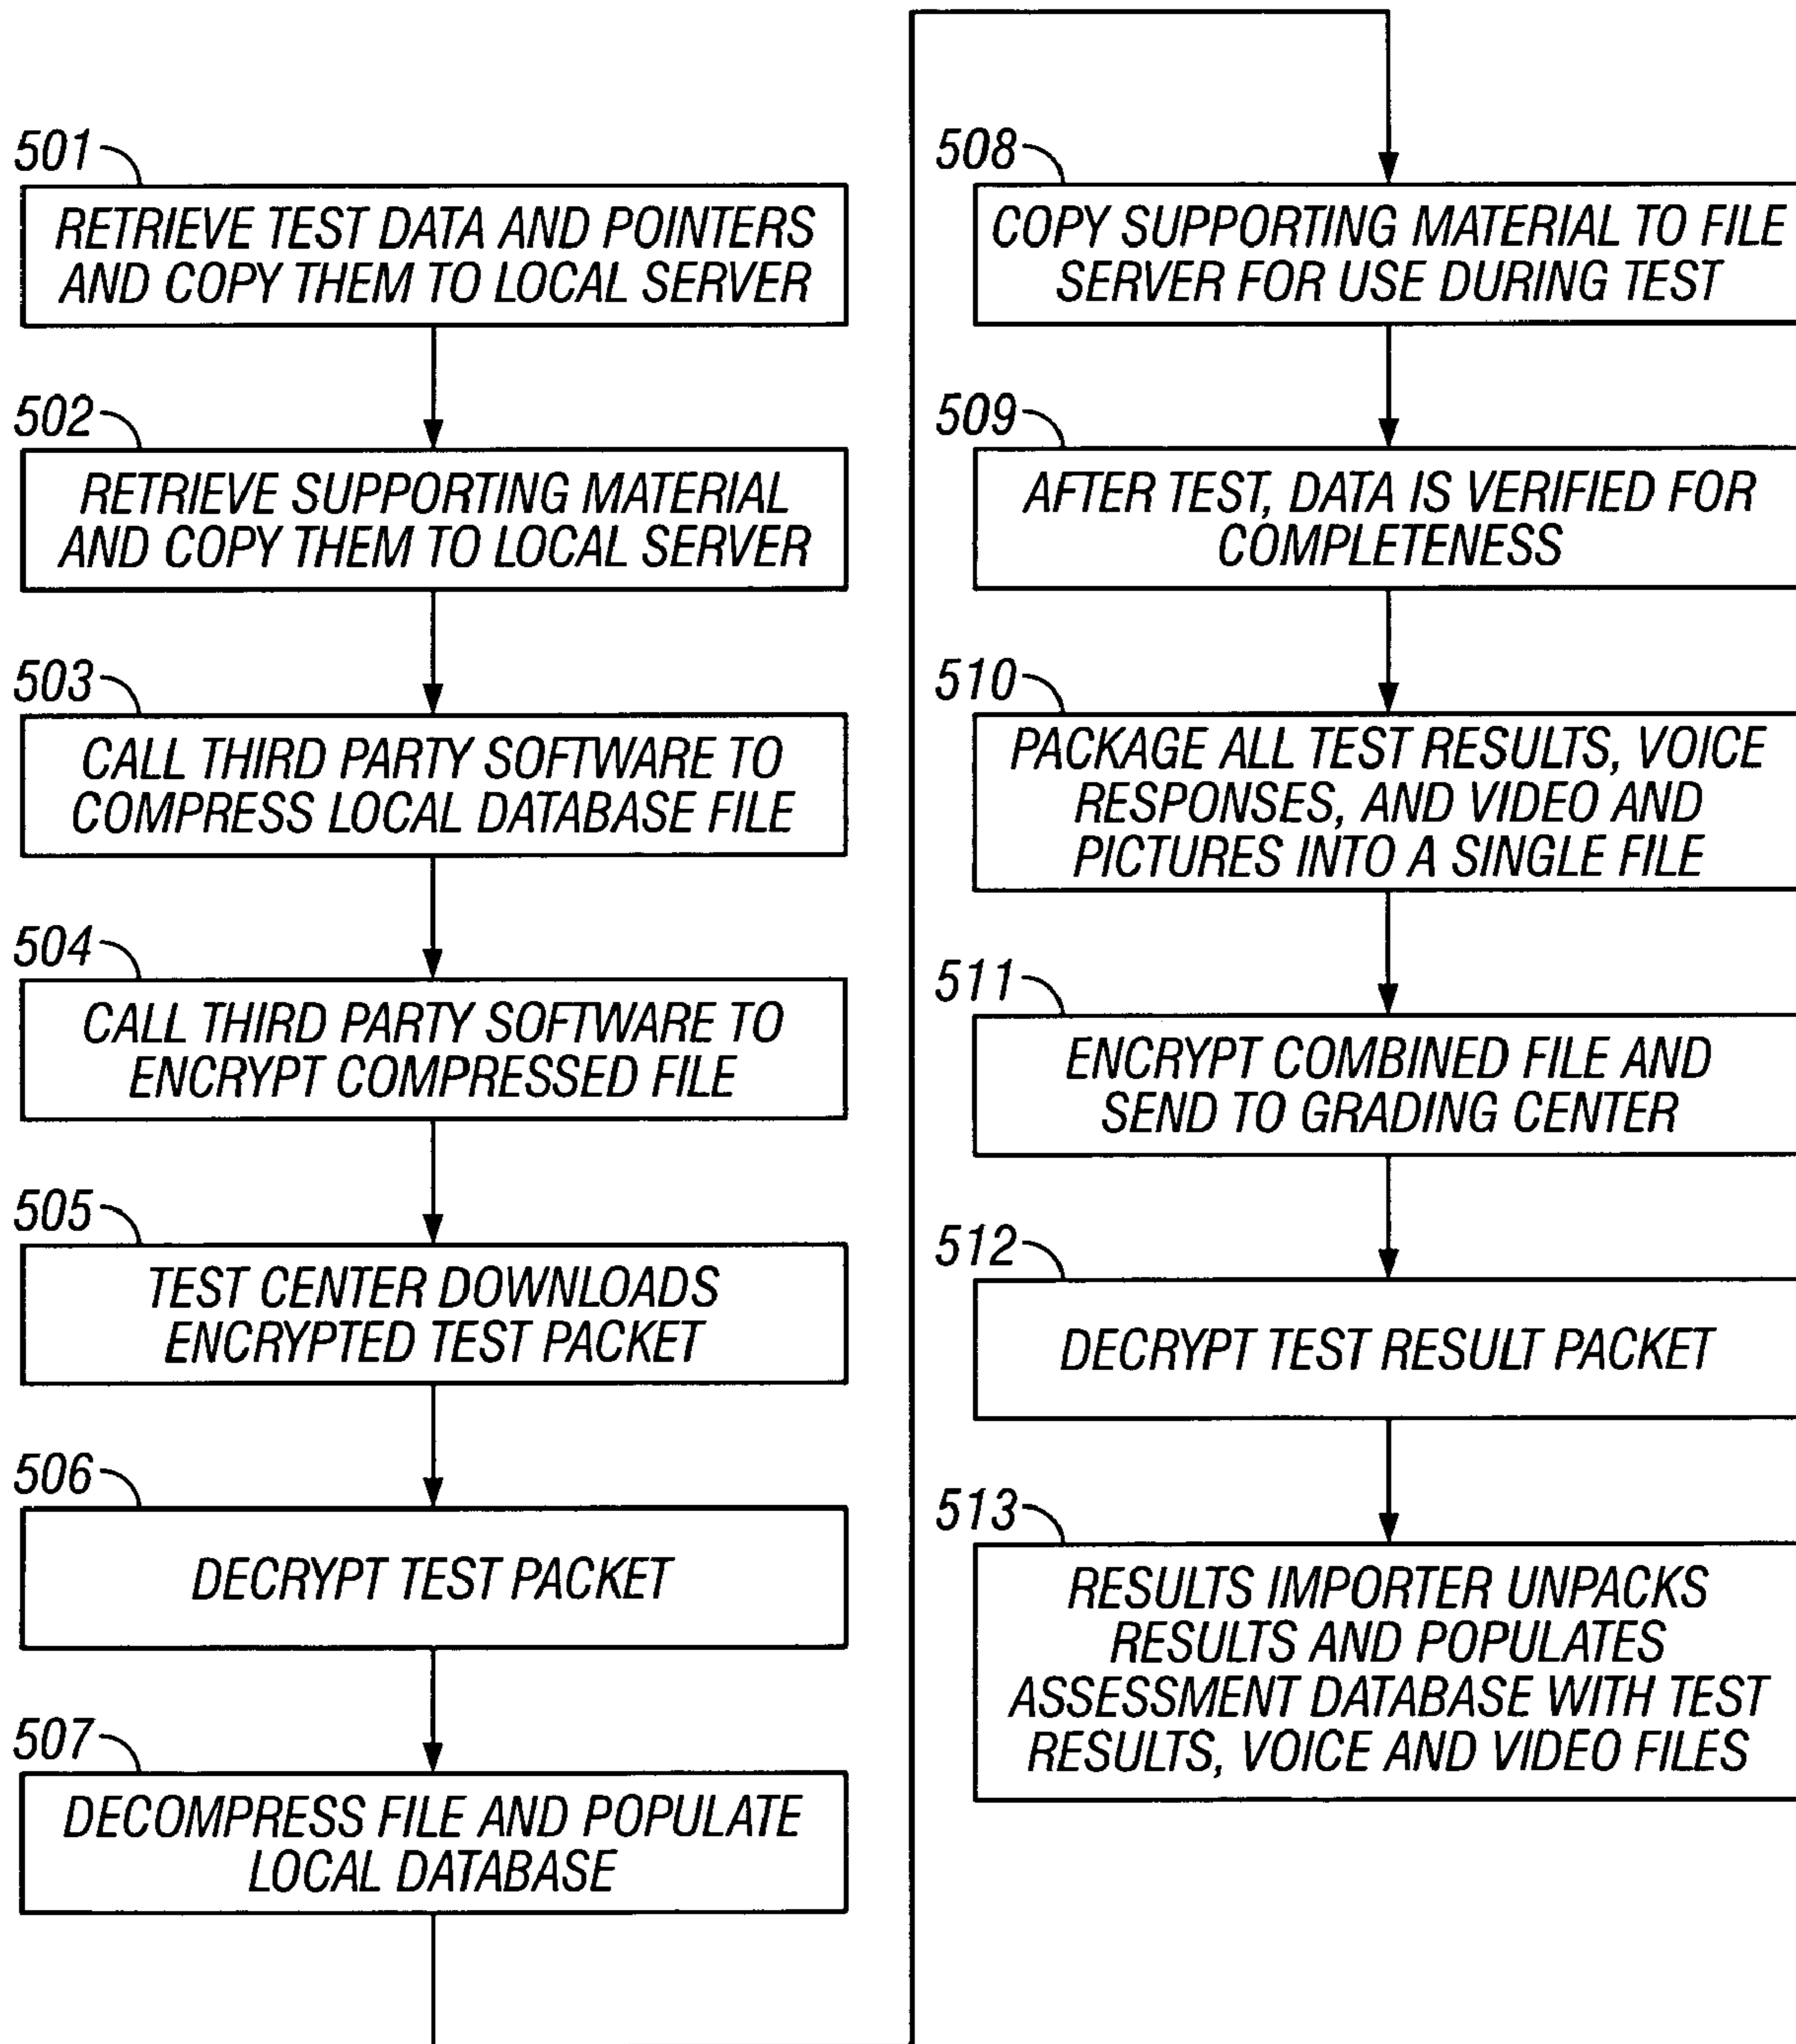 501
RETRIEVE TEST DATA AND POINTERS
AND COPY THEM TO LOCAL SERVER
502
RETRIEVE SUPPORTING MATERIAL
AND COPY THEM TO LOCAL SERVER
503
CALL THIRD PARTY SOFTWARE TO
COMPRESS LOCAL DATABASE FILE
504
CALL THIRD PARTY SOFTWARE TO
ENCRYPT COMPRESSED FILE
505
TEST CENTER DOWNLOADS
ENCRYPTED TEST PACKET
506
DECRYPT TEST PACKET
507
DECOMPRESS FILE AND POPULATE
LOCAL DATABASE
508
COPY SUPPORTING MATERIAL TO FILE
SERVER FOR USE DURING TEST
509
AFTER TEST, DATA IS VERIFIED FOR
COMPLETENESS
510
PACKAGE ALL TEST RESULTS, VOICE
RESPONSES, AND VIDEO AND
PICTURES INTO A SINGLE FILE
511
ENCRYPT COMBINED FILE AND
SEND TO GRADING CENTER
512
DECRYPT TEST RESULT PACKET
513
RESULTS IMPORTER UNPACKS
RESULTS AND POPULATES
ASSESSMENT DATABASE WITH TEST
RESULTS, VOICE AND VIDEO FILES